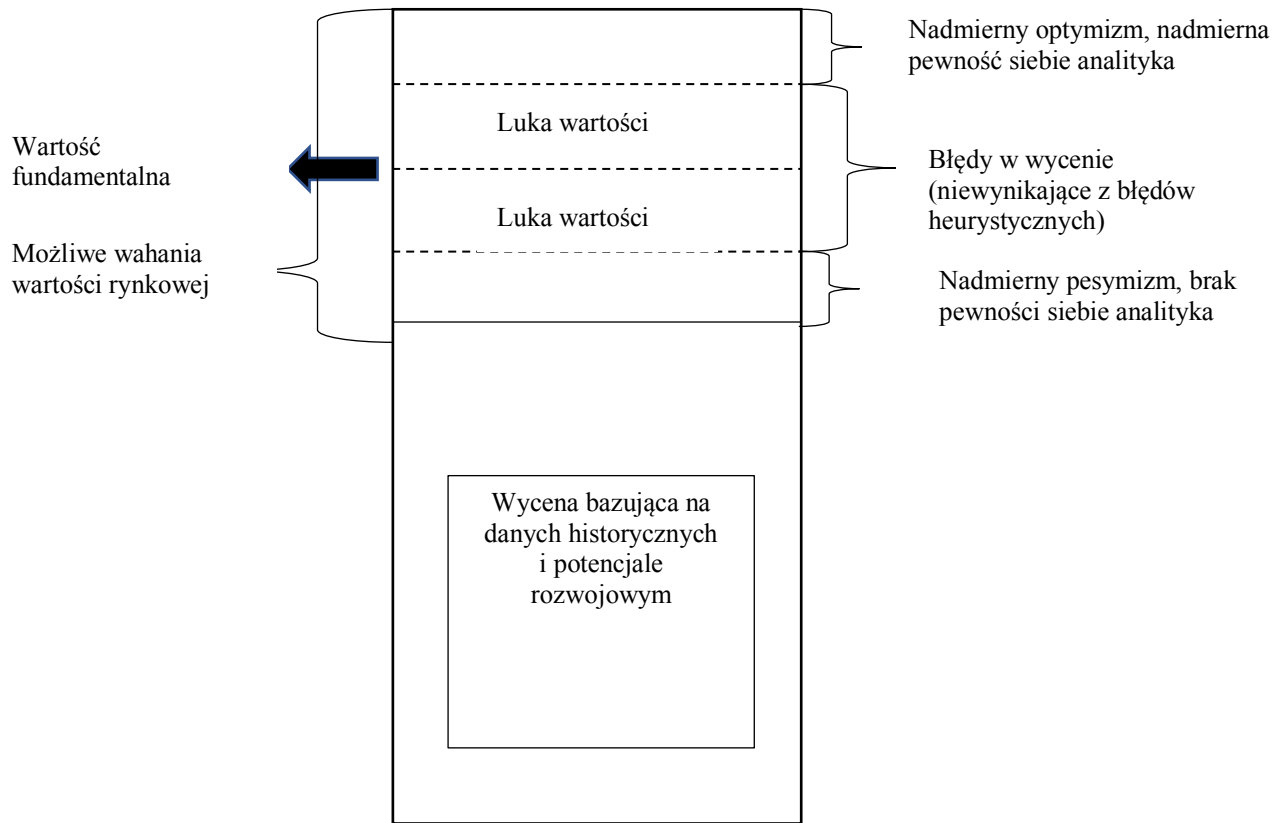 Wartość
fundamentalna
Możliwe wahania
wartości rynkowej
Luka wartości
Luka wartości
Wycena bazująca na
danych historycznych
i potencjale
rozwojowym
Nadmierny optymizm, nadmierna
pewność siebie analityka
Błędy w wycenie
(niewynikające z błędów
heurystycznych)
Nadmierny pesymizm, brak
pewności siebie analityka